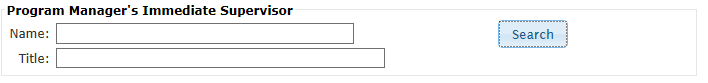 Program Manager's Immediate Supervisor
Name: Search
Title: